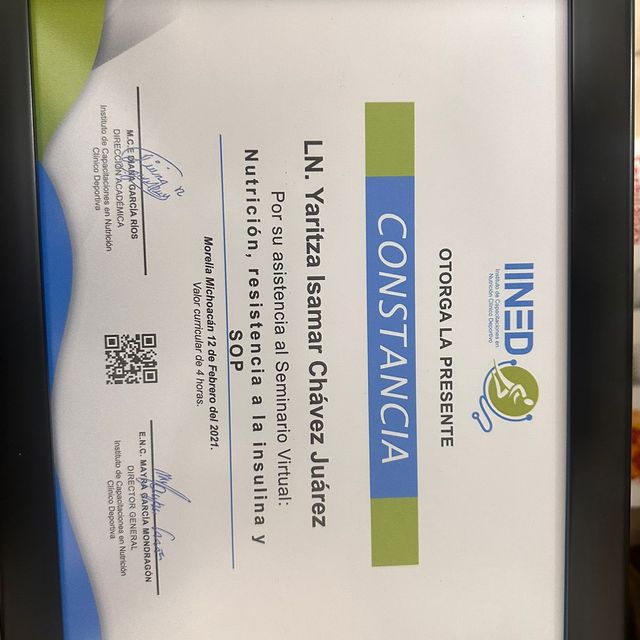 IINED
Instituto de Capacitaciones en
Nutrición Clínico Deportiva
OTORGA LA PRESENTE
CONSTANCIA
LN. Yaritza Isamar Chávez Juárez
Por su asistencia al Seminario Virtual:
Nutrición, resistencia a la insulina y
SOP
Morelia Michoacán 12 de Febrero del 2021.
Valor curricular de 4 horas.
M.C.E DIANA GARCÍA RÍOS
DIRECCIÓN ACADÉMICA
Instituto de Capacitaciones en Nutrición
Clínico Deportiva
E.N.C. MAYRA GARCÍA MONDRAGÓN
DIRECTOR GENERAL
Instituto de Capacitaciones en Nutrición
Clínico Deportiva